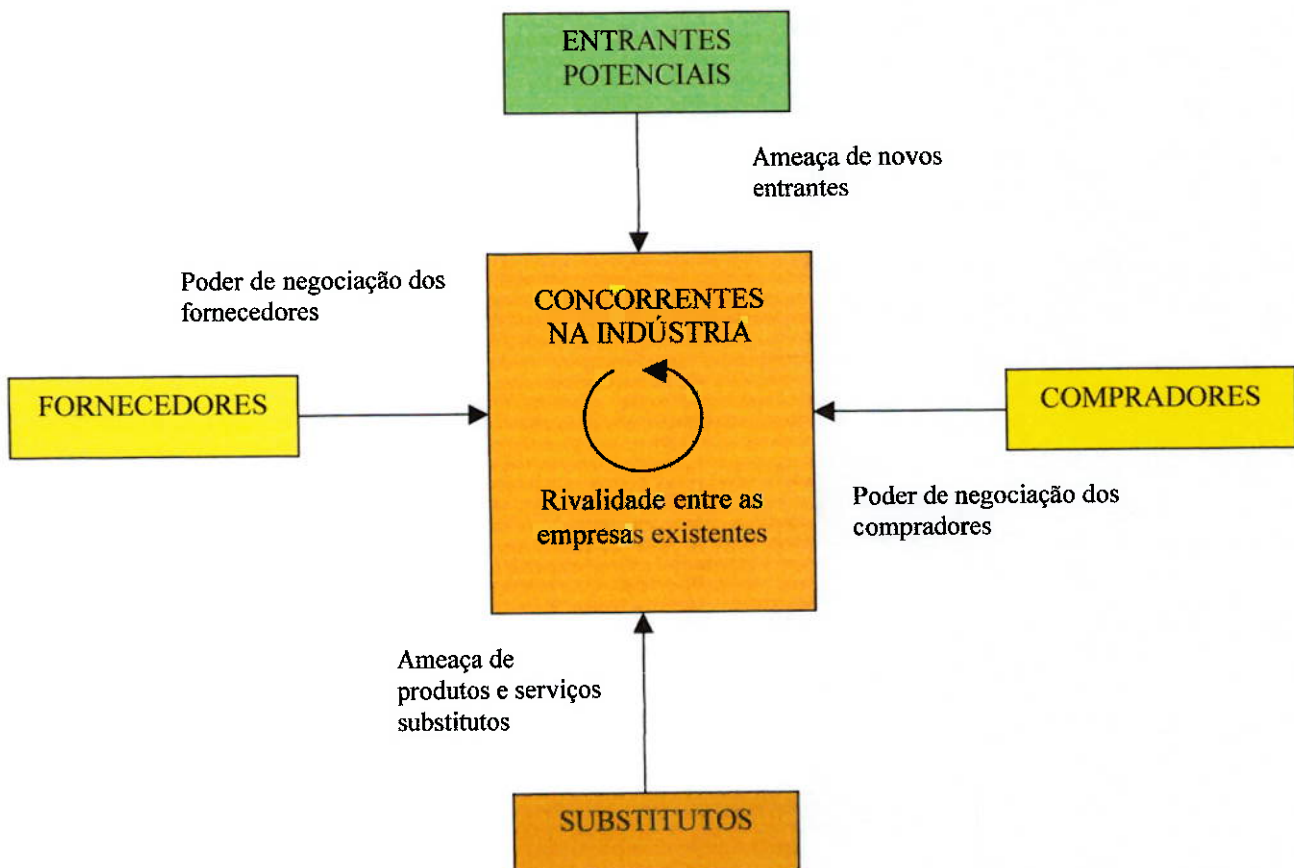 ENTRANTES
POTENCIAIS
Ameaça de novos
entrantes
Poder de negociação dos
fornecedores
CONCORRENTES
NA INDÚSTRIA
FORNECEDORES
COMPRADORES
Rivalidade entre as
empresas existentes
Poder de negociação dos
compradores
Ameaça de
produtos e serviços
substitutos
SUBSTITUTOS